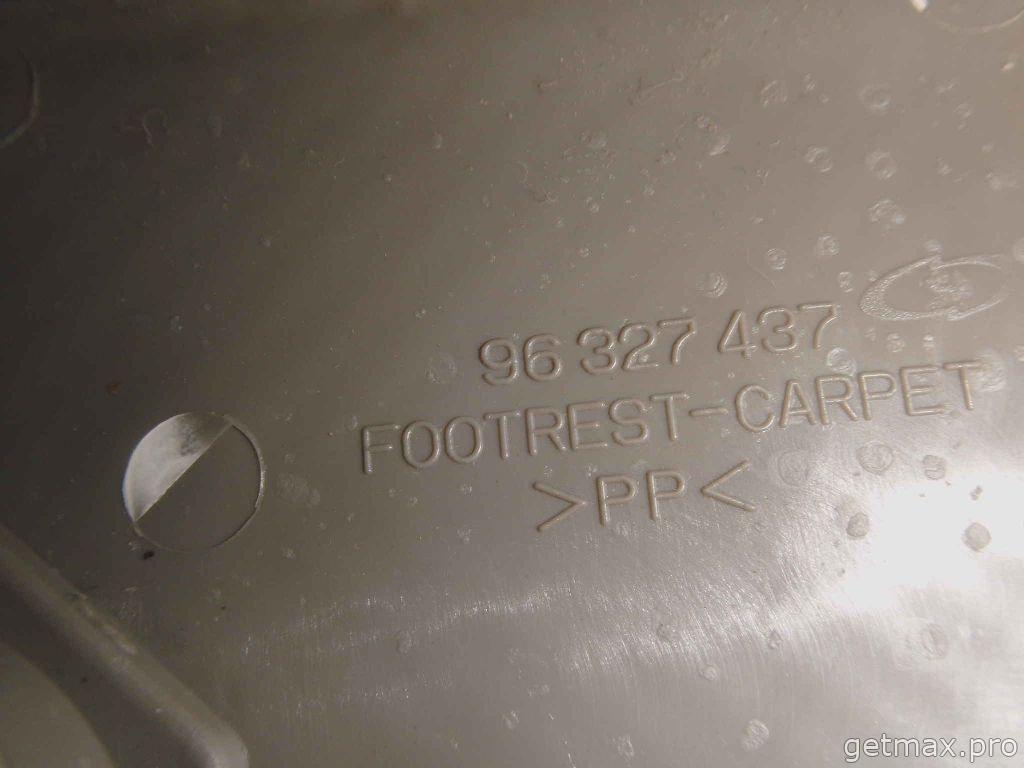 96 327 437
FOOTREST-CARPET
>PP<
getmax.pro